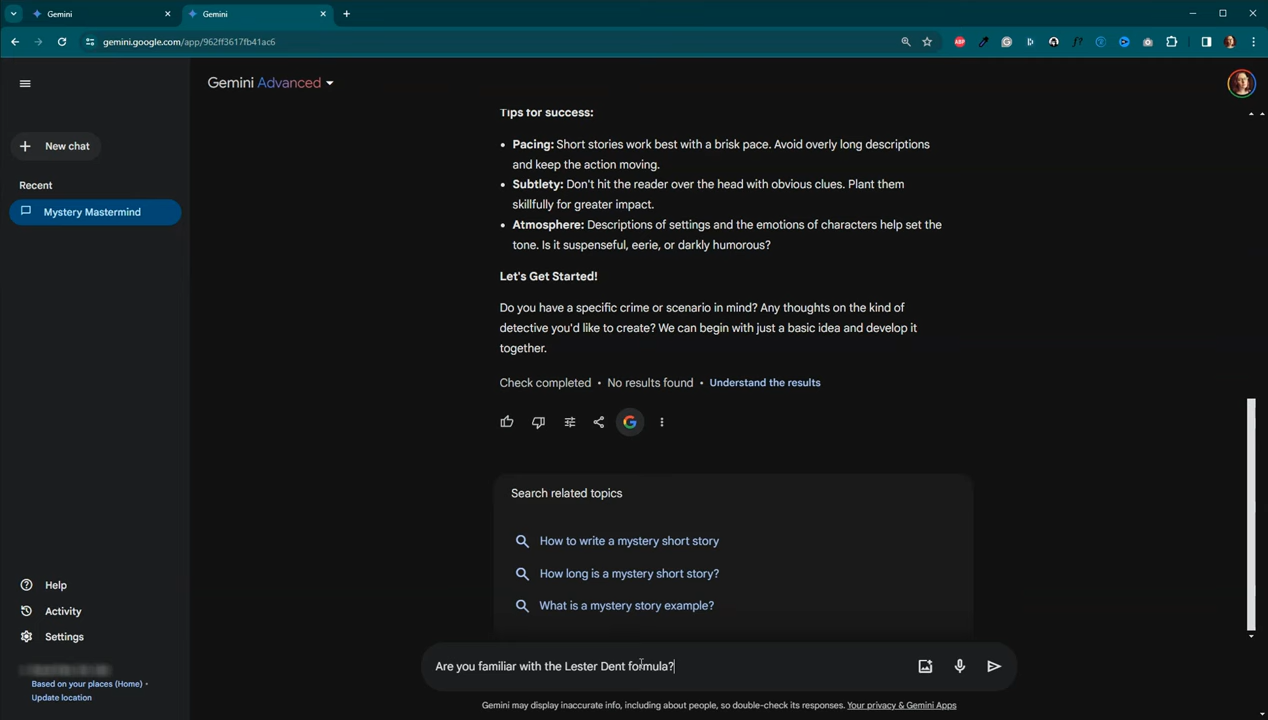 Gemini
Gemini
gemini.google.com/app/962ff3617fb41ac6
Gemini Advanced
New chat
Recent
Mystery Mastermind
Tips for success:
• Pacing: Short stories work best with a brisk pace. Avoid overly long descriptions
and keep the action moving.
• Subtlety: Don't hit the reader over the head with obvious clues. Plant them
skillfully for greater impact.
• Atmosphere: Descriptions of settings and the emotions of characters help set the
tone. Is it suspenseful, eerie, or darkly humorous?
Let's Get Started!
Do you have a specific crime or scenario in mind? Any thoughts on the kind of
detective you'd like to create? We can begin with just a basic idea and develop it
together.
Check completed • No results found • Understand the results
Search related topics
How to write a mystery short story
How long is a mystery short story?
What is a mystery story example?
Help
Activity
Settings
Based on your places (Home) •
Update location
Are you familiar with the Lester Dent formula?
Gemini may display inaccurate info, including about people, so double-check its responses. Your privacy & Gemini Apps